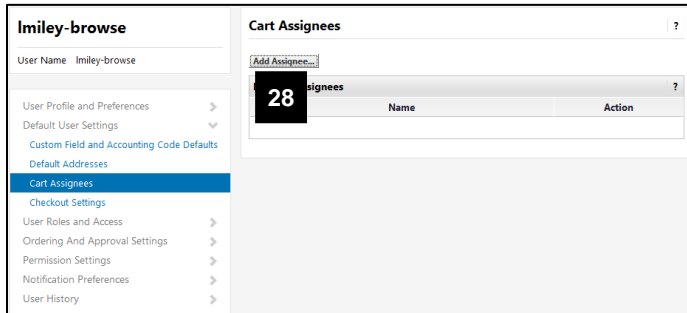 lmiley-browse
User Name lmiley-browse
User Profile and Preferences
Default User Settings
Custom Field and Accounting Code Defaults
Default Addresses
Cart Assignees
Checkout Settings
User Roles and Access
Ordering And Approval Settings
Permission Settings
Notification Preferences
User History
Cart Assignees ?
Add Assignee...
28
signees ?
Name Action